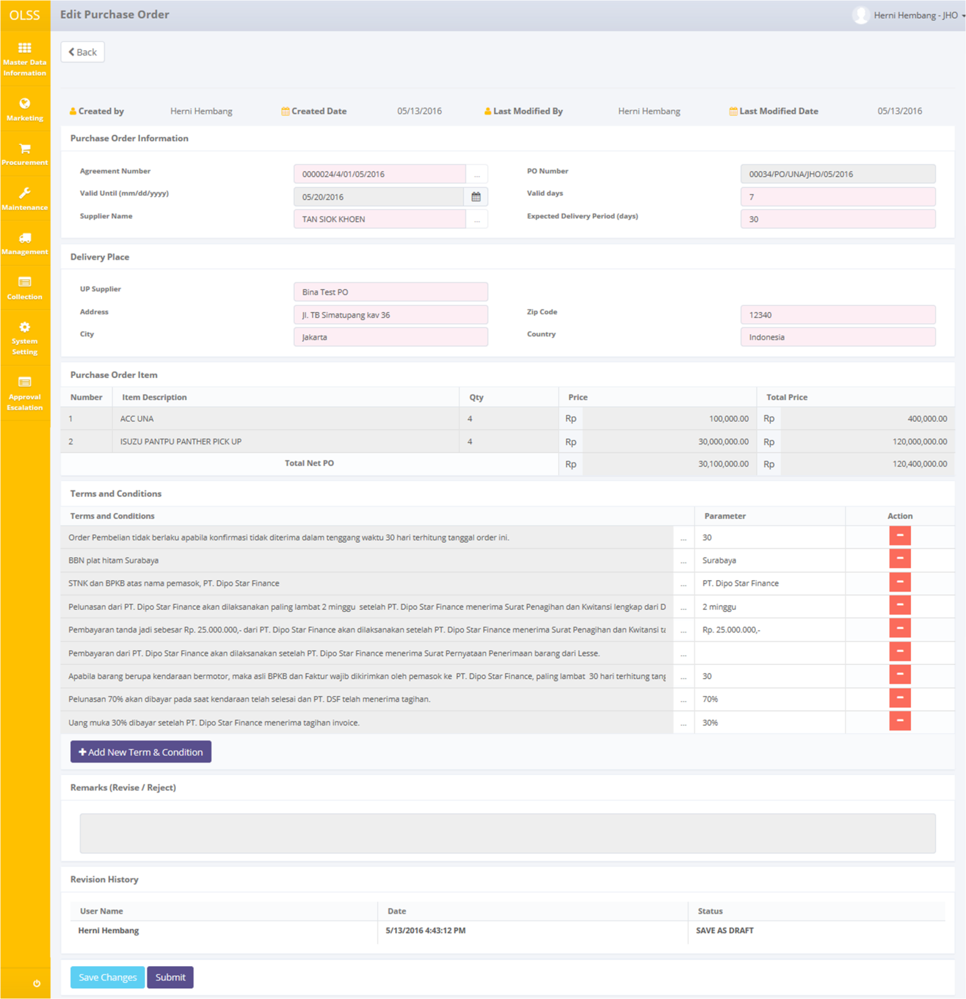 OLSS
Edit Purchase Order
Herni Hembang - JHO
Master Data
Information
Marketing
Procurement
Maintenance
Management
Collection
System
Setting
Approval
Escalation
Back
Created by Herni Hembang Created Date 05/13/2016 Last Modified By Herni Hembang Last Modified Date 05/13/2016
Purchase Order Information
Agreement Number 0000024/4/01/05/2016 ... PO Number 00034/PO/UNA/JHO/05/2016
Valid Until (mm/dd/yyyy) 05/20/2016 Valid days 7
Supplier Name TAN SIOK KHOEN ... Expected Delivery Period (days) 30
Delivery Place
UP Supplier Bina Test PO
Address Jl. TB Simatupang kav 36 Zip Code 12340
City Jakarta Country Indonesia
Purchase Order Item
Number Item Description Qty Price Total Price
1 ACC UNA 4 Rp 100,000.00 Rp 400,000.00
2 ISUZU PANTPU PANTHER PICK UP 4 Rp 30,000,000.00 Rp 120,000,000.00
Total Net PO Rp 30,100,000.00 Rp 120,400,000.00
Terms and Conditions
Terms and Conditions Parameter Action
Order Pembelian tidak berlaku apabila konfirmasi tidak diterima dalam tenggang waktu 30 hari terhitung tanggal order ini. ... 30
BBN plat hitam Surabaya ... Surabaya
STNK dan BPKB atas nama pemasok, PT. Dipo Star Finance ... PT. Dipo Star Finance
Pelunasan dari PT. Dipo Star Finance akan dilaksanakan paling lambat 2 minggu setelah PT. Dipo Star Finance menerima Surat Penagihan dan Kwitansi lengkap dari D ... 2 minggu
Pembayaran tanda jadi sebesar Rp. 25.000.000,- dari PT. Dipo Star Finance akan dilaksanakan setelah PT. Dipo Star Finance menerima Surat Penagihan dan Kwitansi ta ... Rp. 25.000.000,-
Pembayaran dari PT. Dipo Star Finance akan dilaksanakan setelah PT. Dipo Star Finance menerima Surat Pernyataan Penerimaan barang dari Lesse. ...
Apabila barang berupa kendaraan bermotor, maka asli BPKB dan Faktur wajib dikirimkan oleh pemasok ke PT. Dipo Star Finance, paling lambat 30 hari terhitung tang ... 30
Pelunasan 70% akan dibayar pada saat kendaraan telah selesai dan PT. DSF telah menerima tagihan. ... 70%
Uang muka 30% dibayar setelah PT. Dipo Star Finance menerima tagihan invoice. ... 30%
+ Add New Term & Condition
Remarks (Revise / Reject)
Revision History
User Name Date Status
Herni Hembang 5/13/2016 4:43:12 PM SAVE AS DRAFT
Save Changes Submit